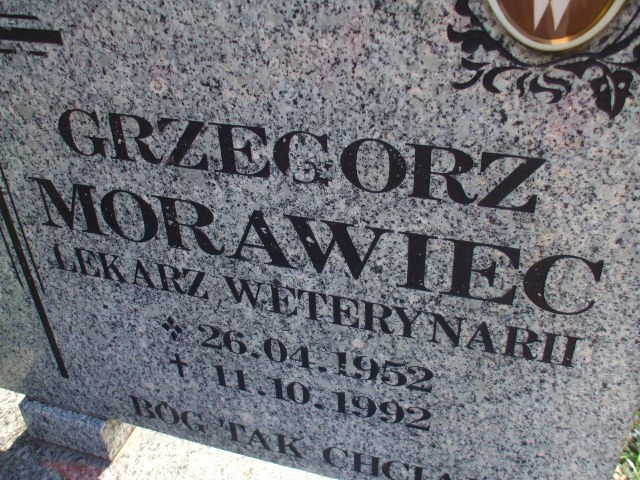 GRZEGORZ
MORAWIEC
LEKARZ WETERYNARII
26.04.1952
11.10.1992
BÓG TAK